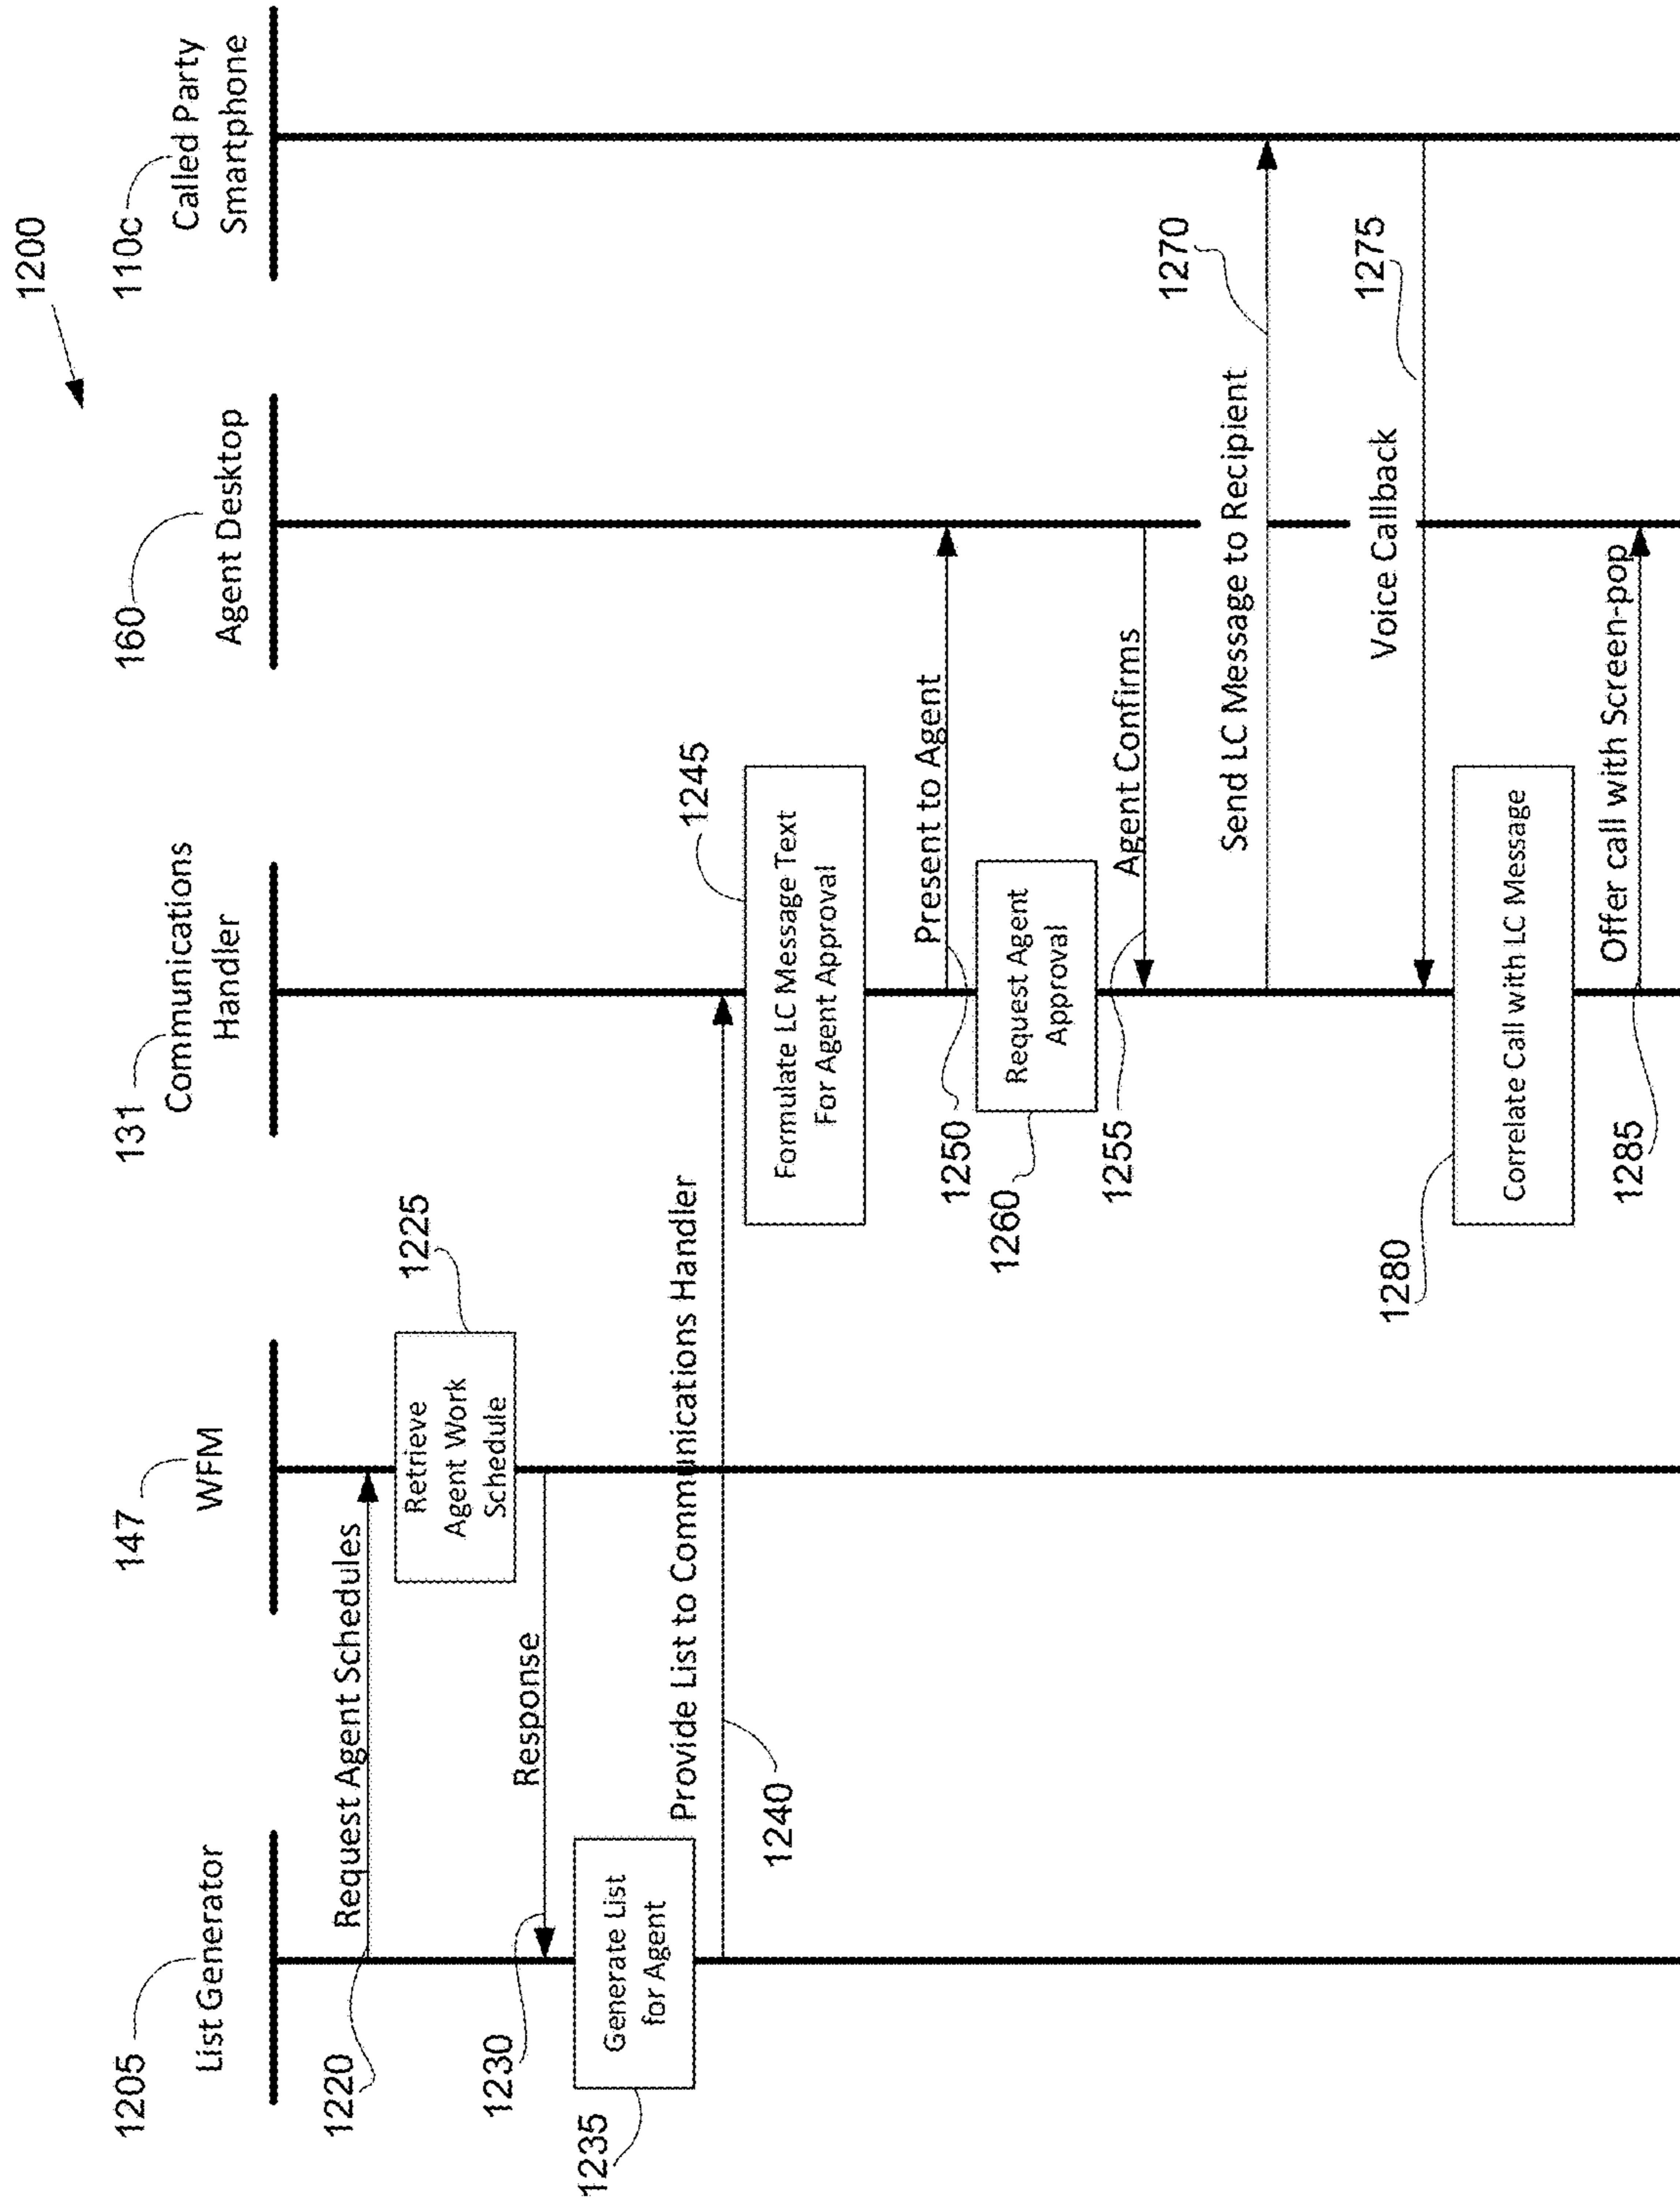 1200
1205
List Generator
147
WFM
131
Communications
Handler
160
Agent Desktop
110c
Called Party
Smartphone
1220
Request Agent Schedules
Retrieve
Agent Work
Schedule
1225
1230
Response
Generate List
for Agent
1235
Provide List to Communications Handler
1240
Formulate LC Message Text
For Agent Approval
1245
Present to Agent
1250
Request Agent
Approval
1260
Agent Confirms
1255
Send LC Message to Recipient
1270
Voice Callback
1275
Correlate Call with LC Message
1280
Offer call with Screen-pop
1285